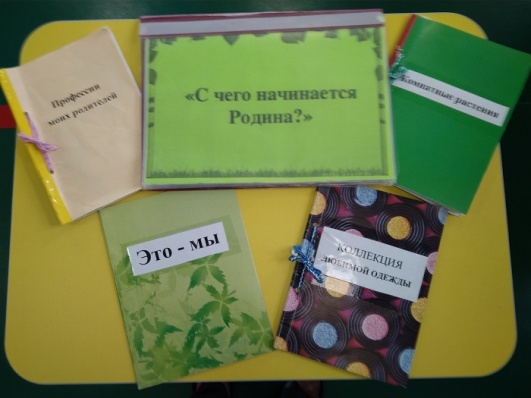 Профессии
моих родителей
«С чего начинается
Родина?»
Комнатные растения
Это - мы
КОЛЛЕКЦИЯ
ЛЮБИМОЙ ОДЕЖДЫ